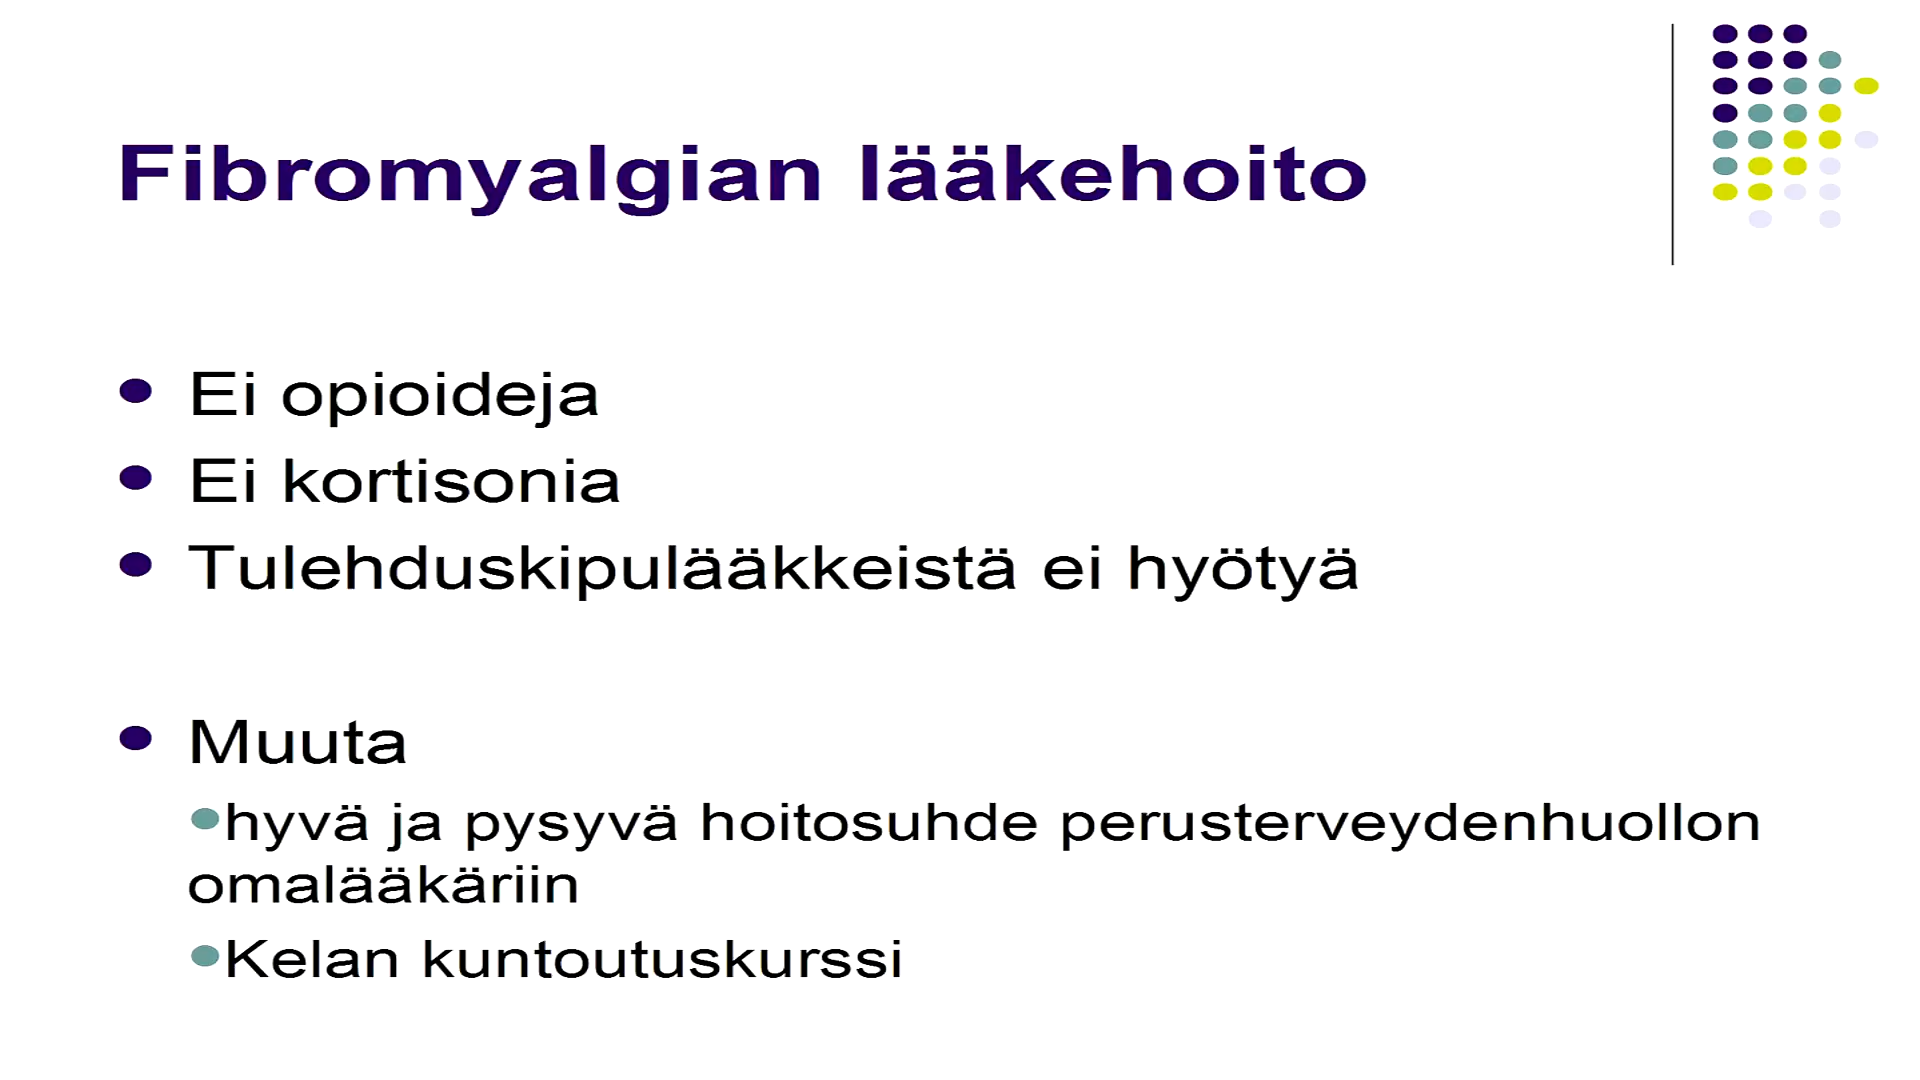 Fibromyalgian lääkehoito
Ei opioideja
Ei kortisonia
Tulehduskipulääkkeistä ei hyötyä
Muuta
hyvä ja pysyvä hoitosuhde perusterveydenhuollon
omalääkäriin
Kelan kuntoutuskurssi